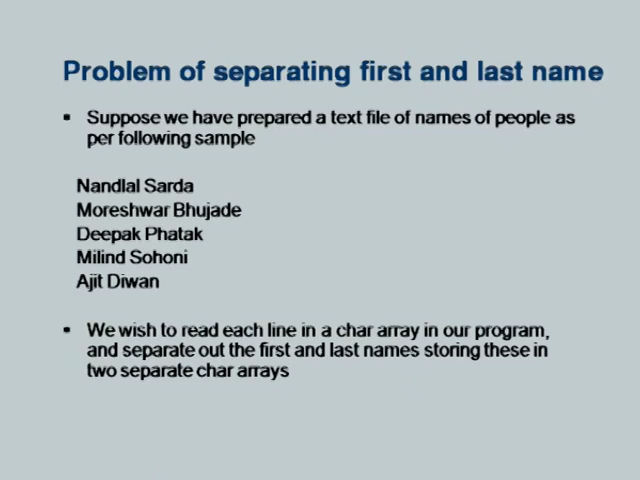 Problem of separating first and last name
• Suppose we have prepared a text file of names of people as
per following sample
Nandlal Sarda
Moreshwar Bhujade
Deepak Phatak
Milind Sohoni
Ajit Diwan
• We wish to read each line in a char array in our program,
and separate out the first and last names storing these in
two separate char arrays